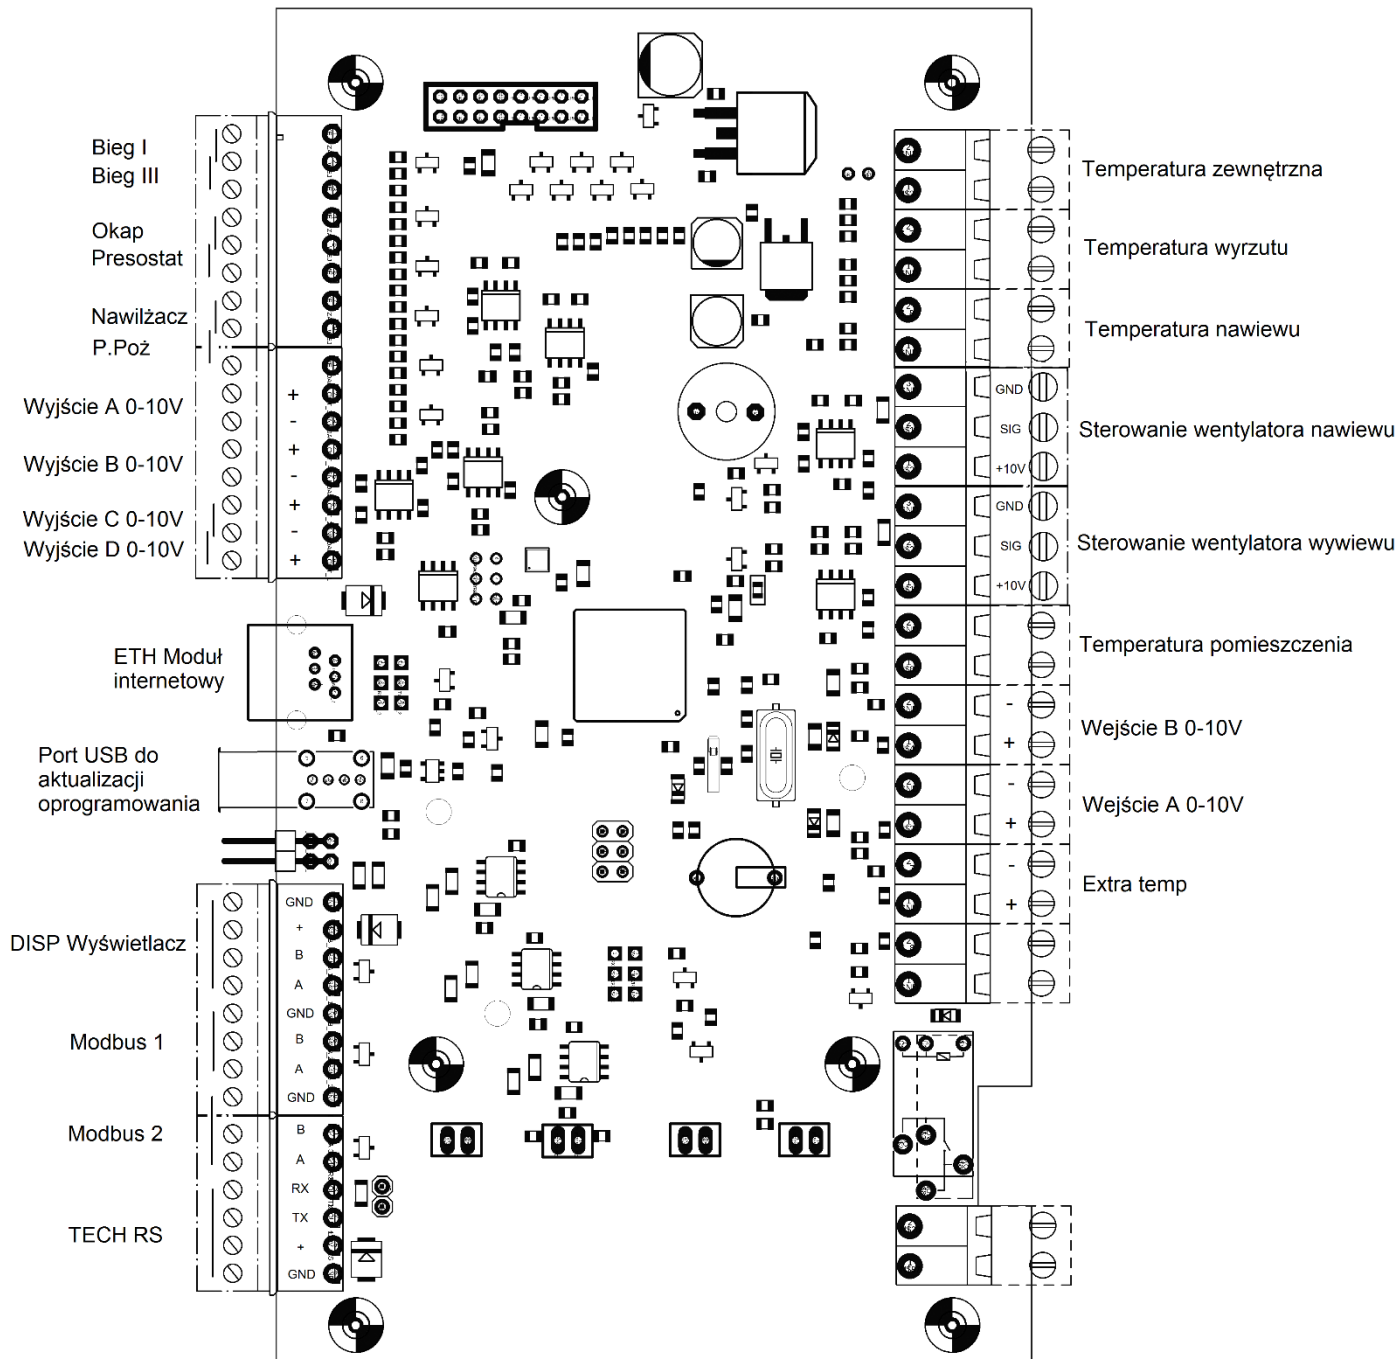 Bieg I
Bieg III
Okap
Presostat
Nawilżacz
P.Poż
Wyjście A 0-10V
+
-
Wyjście B 0-10V
+
-
Wyjście C 0-10V
+
-
Wyjście D 0-10V
+
ETH Moduł
internetowy
Port USB do
aktualizacji
oprogramowania
DISP Wyświetlacz
GND
+
B
A
Modbus 1
GND
B
A
GND
Modbus 2
B
A
TECH RS
RX
TX
+
GND
Temperatura zewnętrzna
Temperatura wyrzutu
Temperatura nawiewu
GND
SIG
+10V
Sterowanie wentylatora nawiewu
GND
SIG
+10V
Sterowanie wentylatora wywiewu
Temperatura pomieszczenia
-
+
Wejście B 0-10V
-
+
Wejście A 0-10V
-
+
Extra temp